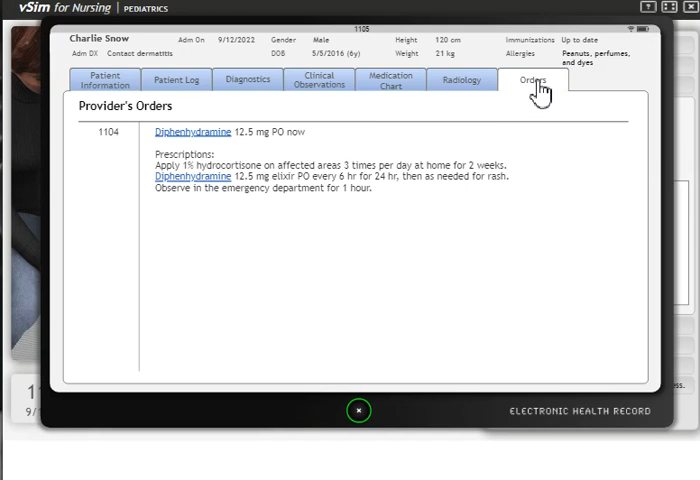 vSim for Nursing | PEDIATRICS
1105
Charlie Snow Adm On 9/12/2022 Gender Male Height 120 cm Immunizations Up to date
Adm DX Contact dermatitis DOB 5/5/2016 (6y) Weight 21 kg Allergies Peanuts, perfumes,
and dyes
Patient Information Patient Log Diagnostics Clinical Observations Medication Chart Radiology Orders
Provider's Orders
1104 Diphenhydramine 12.5 mg PO now
Prescriptions:
Apply 1% hydrocortisone on affected areas 3 times per day at home for 2 weeks.
Diphenhydramine 12.5 mg elixir PO every 6 hr for 24 hr, then as needed for rash.
Observe in the emergency department for 1 hour.
ELECTRONIC HEALTH RECORD